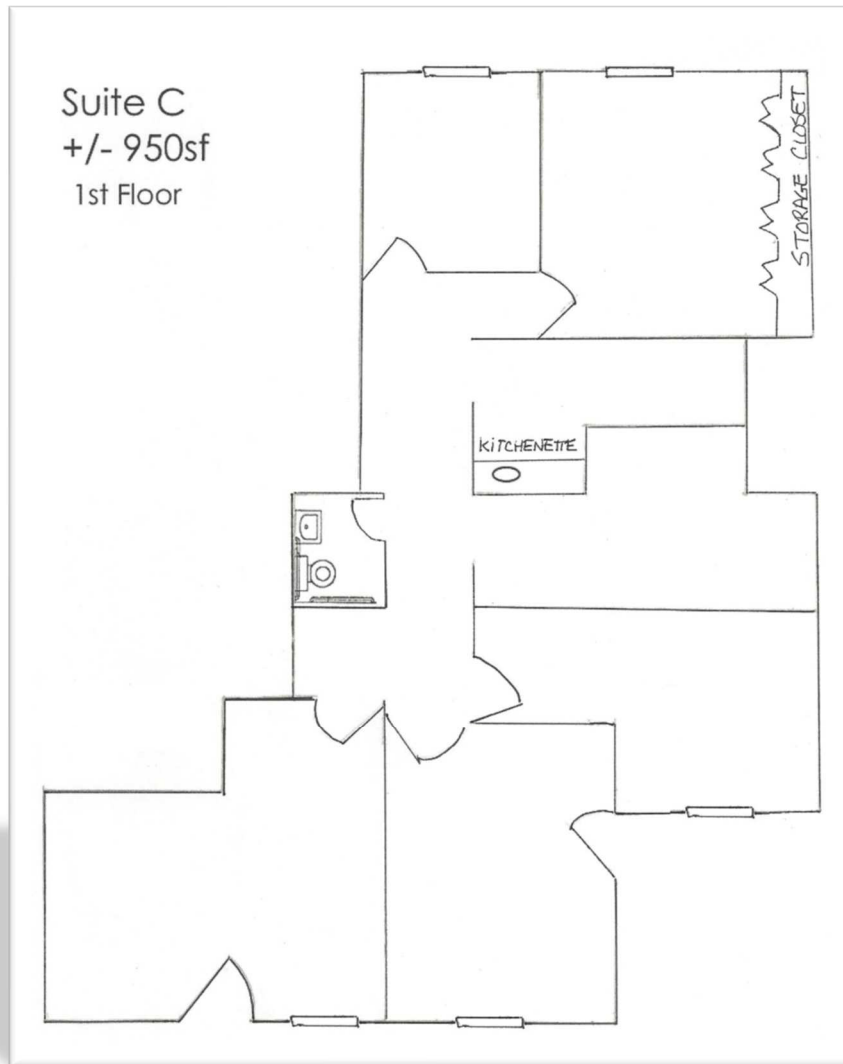 Suite C
+/- 950sf
1st Floor
STORAGE CLOSET
KITCHENETTE